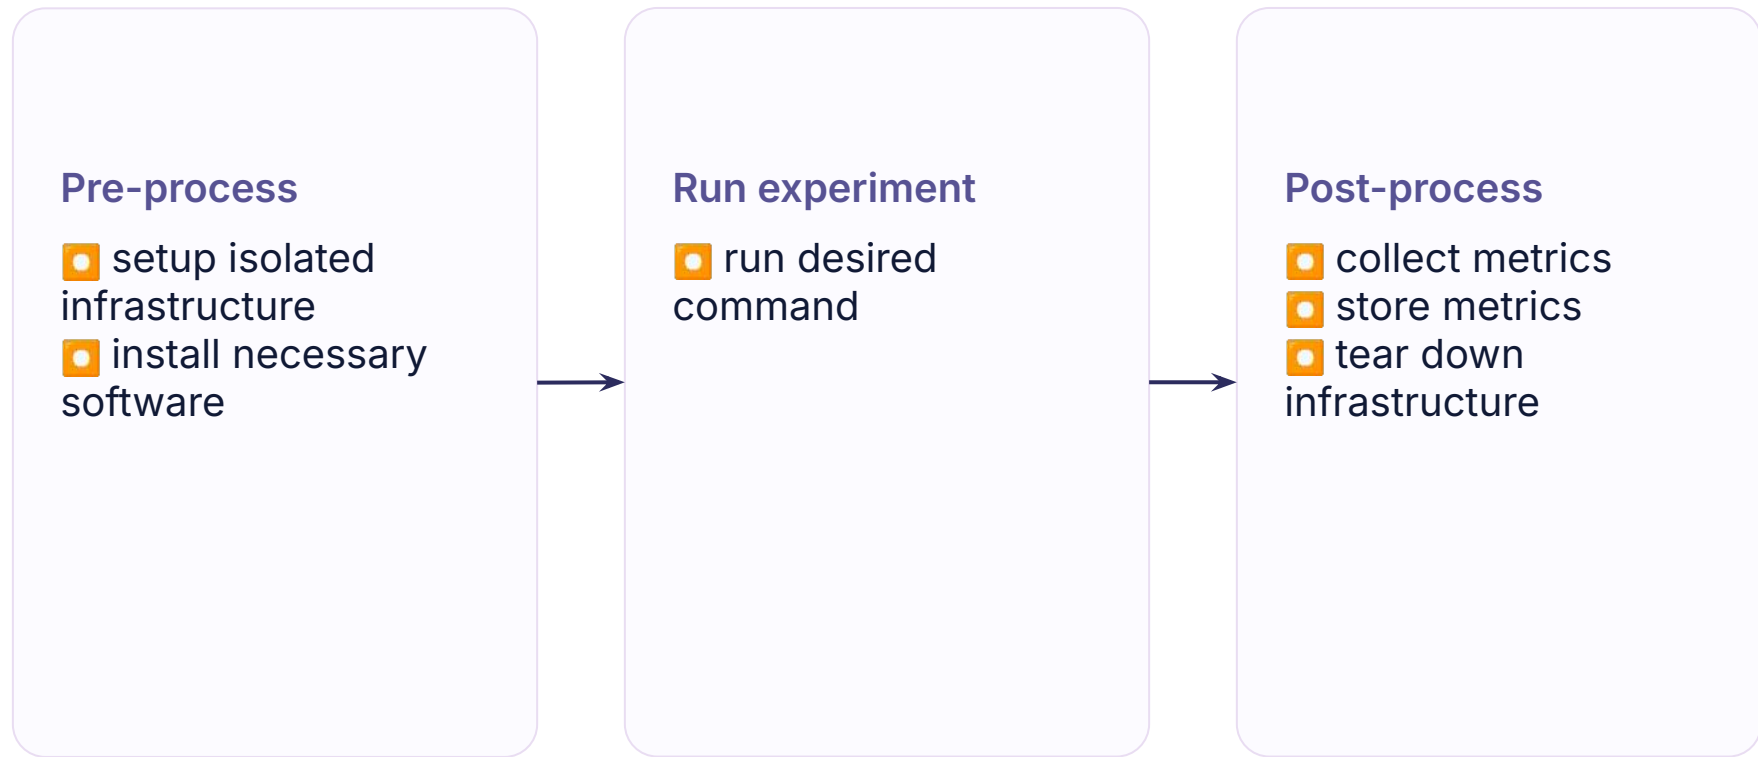 Pre-process
⏺️ setup isolated
infrastructure
⏺️ install necessary
software
Run experiment
⏺️ run desired
command
Post-process
⏺️ collect metrics
⏺️ store metrics
⏺️ tear down
infrastructure